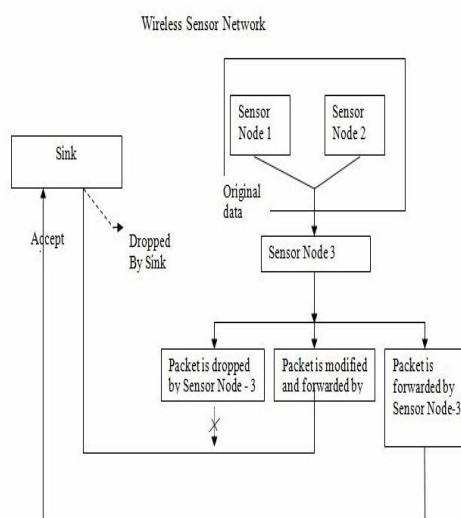 Wireless Sensor Network
Sensor
Node 1
Sensor
Node 2
Sink
Original
data
Accept
Dropped
By Sink
Sensor Node 3
Packet is dropped
by Sensor Node - 3
Packet is modified
and forwarded by
Packet is
forwarded by
Sensor Node-3